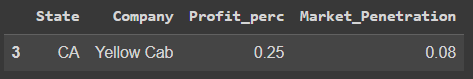 State Company Profit_perc Market_Penetration
3 CA Yellow Cab 0.25 0.08